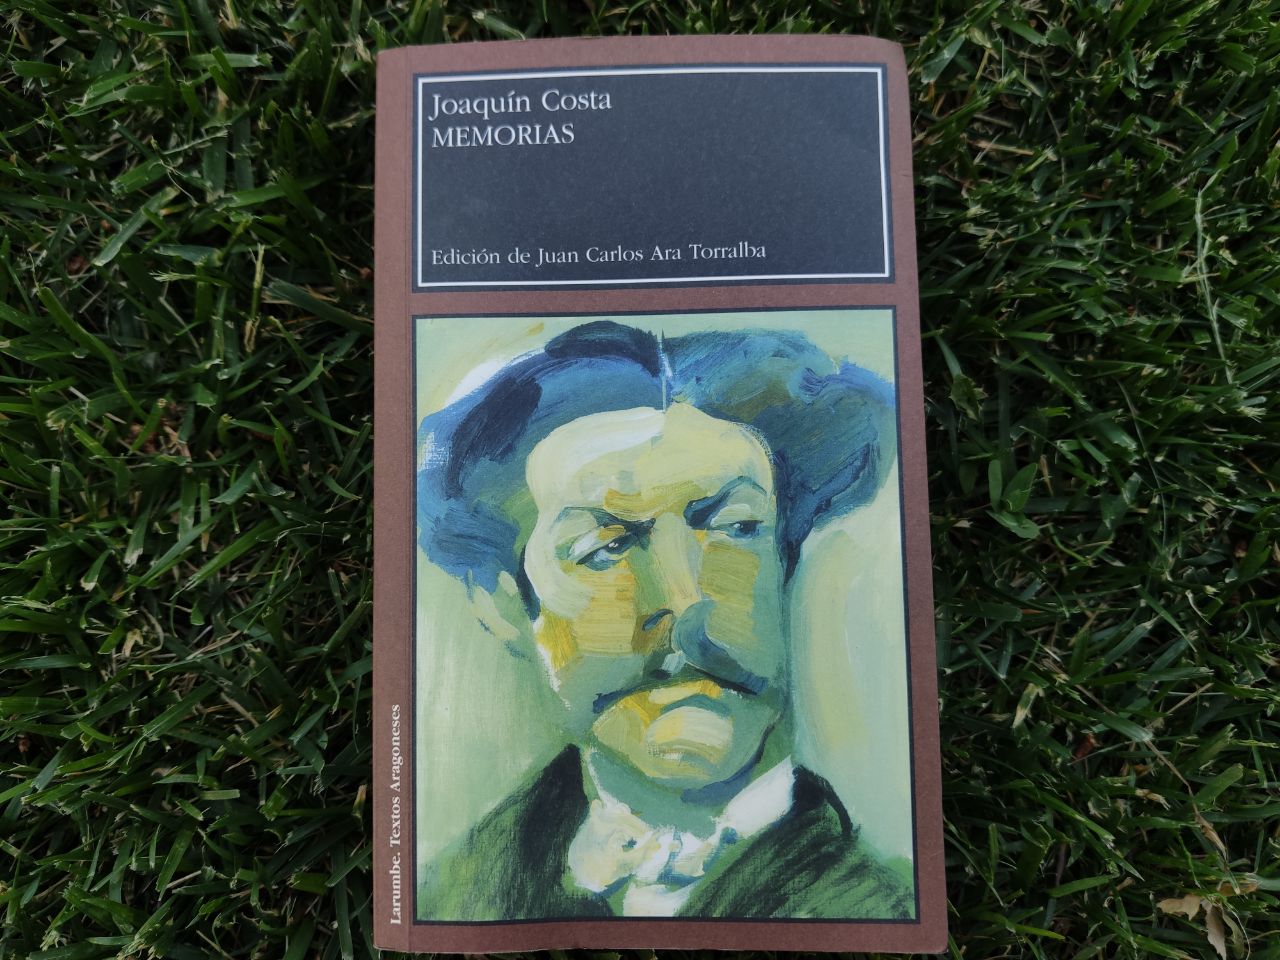 Joaquín Costa
MEMORIAS
Edición de Juan Carlos Ara Torralba
Larumbe. Textos Aragoneses